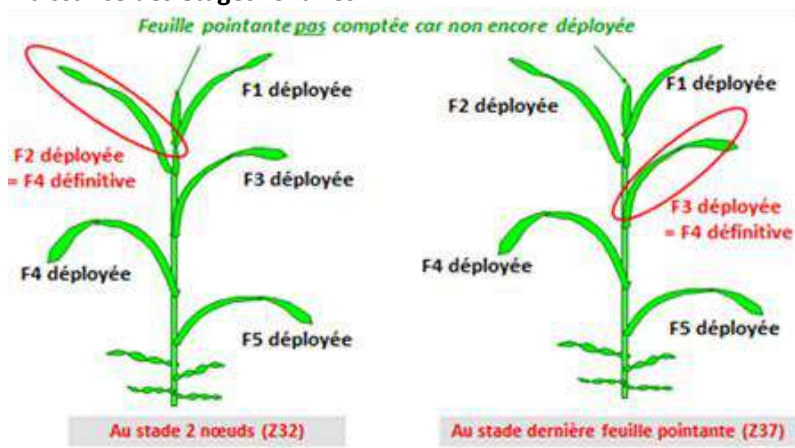 Feuille pointante pas comptée car non encore déployée
F1 déployée
F2 déployée
= F4 définitive
F3 déployée
F4 déployée
F5 déployée
Au stade 2 nœuds (Z32)
F1 déployée
F2 déployée
F3 déployée
= F4 définitive
F4 déployée
F5 déployée
Au stade dernière feuille pointante (Z37)